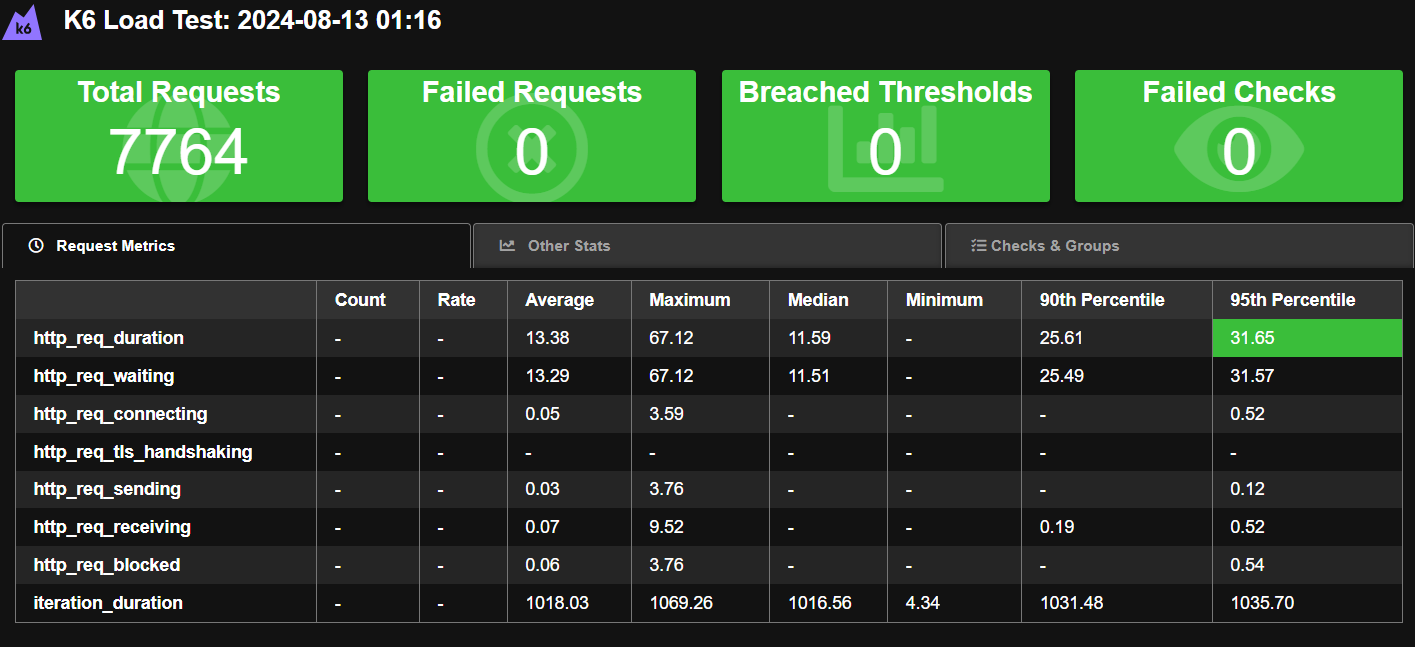 k6 K6 Load Test: 2024-08-13 01:16
Total Requests Failed Requests Breached Thresholds Failed Checks
7764 0 0 0
Request Metrics Other Stats Checks & Groups
Count Rate Average Maximum Median Minimum 90th Percentile 95th Percentile
http_req_duration - - 13.38 67.12 11.59 - 25.61 31.65
http_req_waiting - - 13.29 67.12 11.51 - 25.49 31.57
http_req_connecting - - 0.05 3.59 - - - 0.52
http_req_tls_handshaking - - - - - - - -
http_req_sending - - 0.03 3.76 - - - 0.12
http_req_receiving - - 0.07 9.52 - - 0.19 0.52
http_req_blocked - - 0.06 3.76 - - - 0.54
iteration_duration - - 1018.03 1069.26 1016.56 4.34 1031.48 1035.70